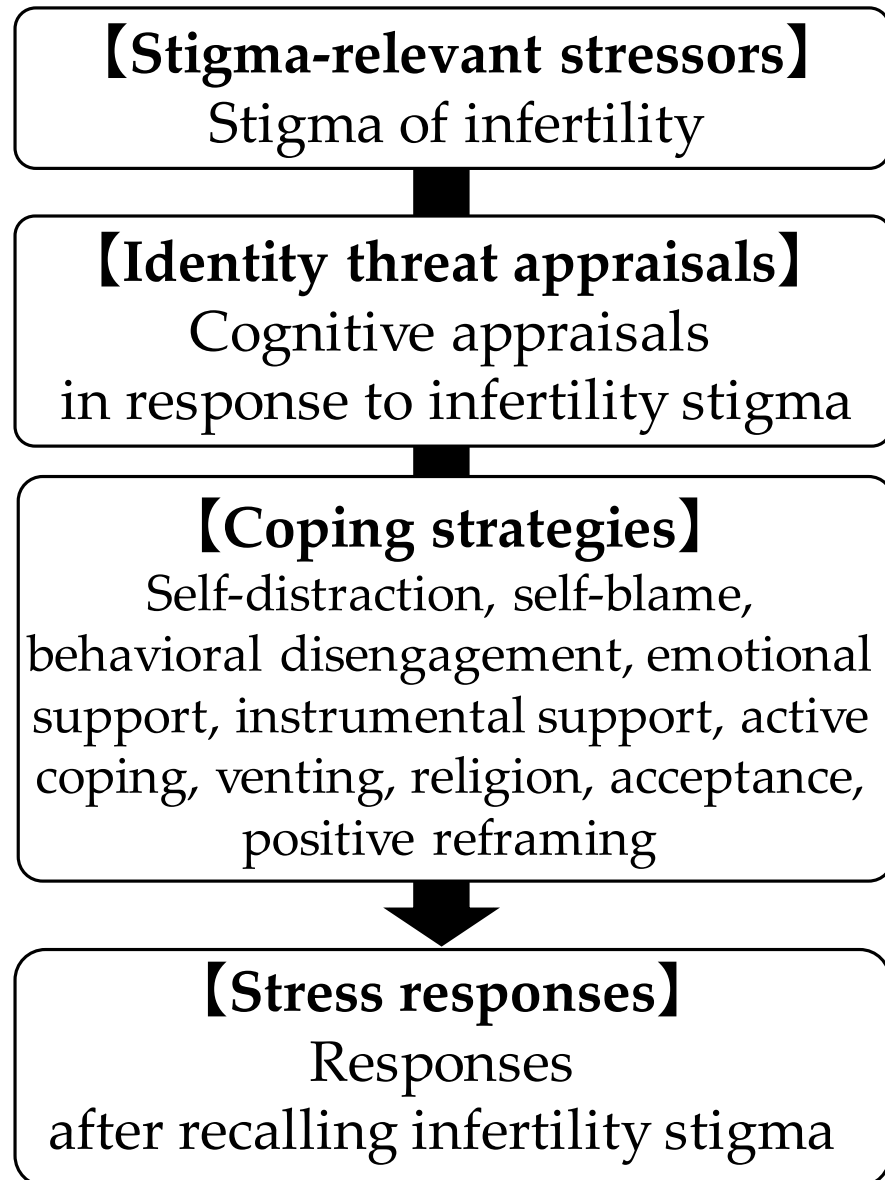 【Stigma-relevant stressors】
Stigma of infertility
【Identity threat appraisals】
Cognitive appraisals
in response to infertility stigma
【Coping strategies】
Self-distraction, self-blame,
behavioral disengagement, emotional
support, instrumental support, active
coping, venting, religion, acceptance,
positive reframing
【Stress responses】
Responses
after recalling infertility stigma